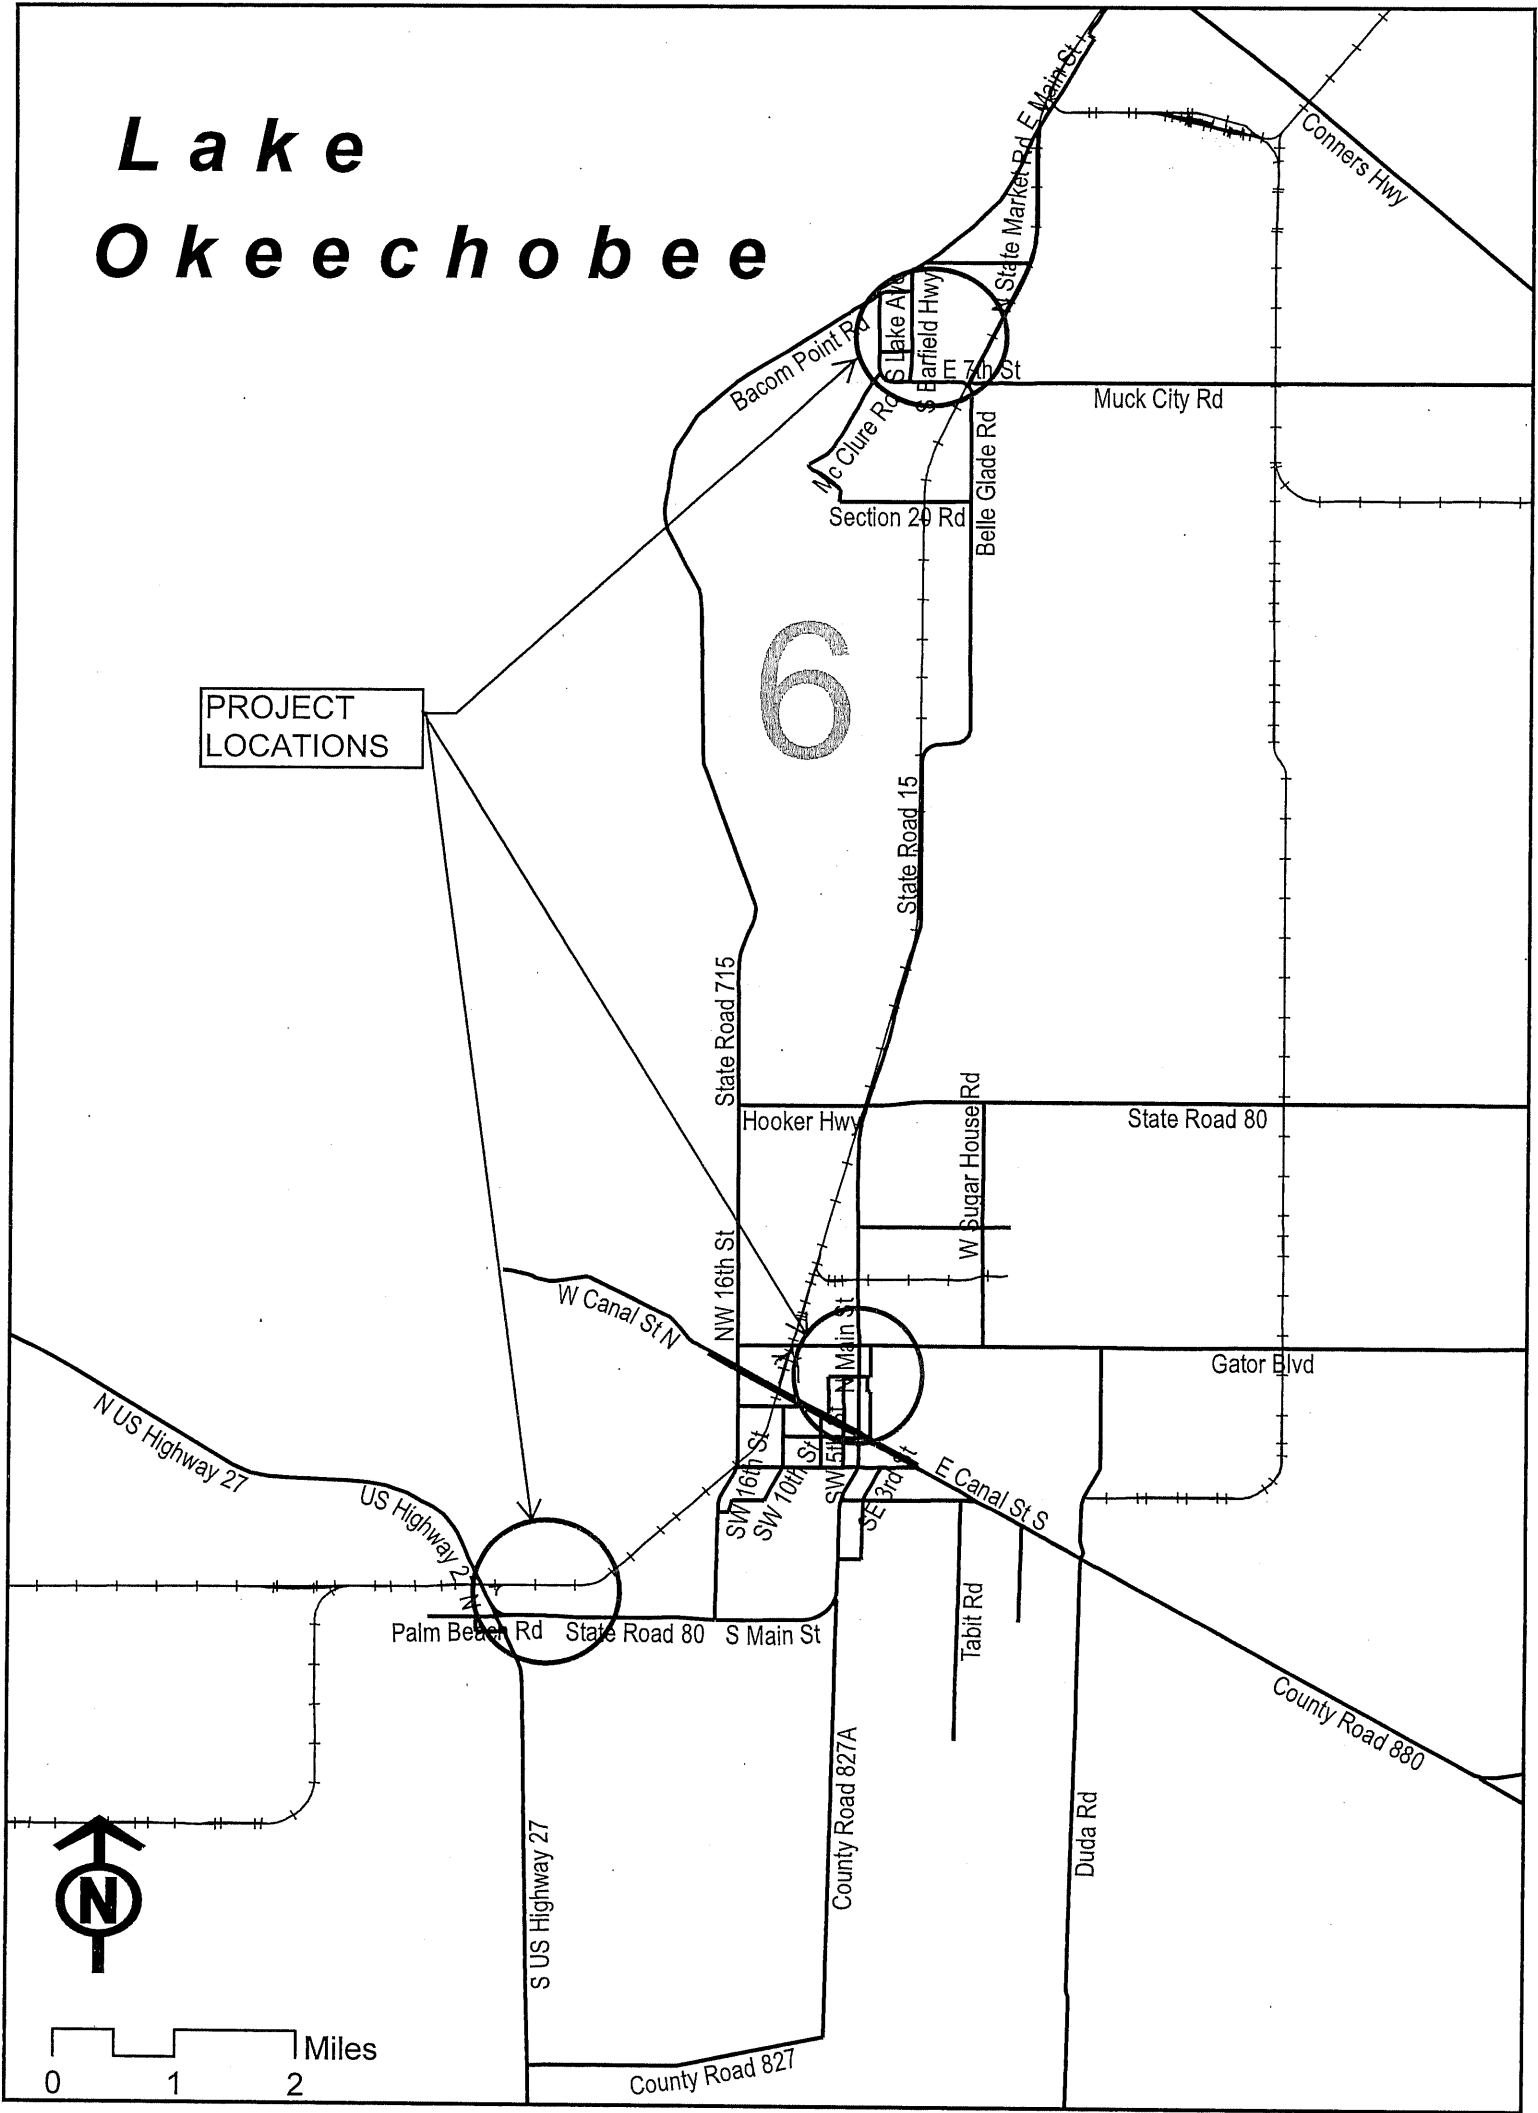 Lake
Okeechobee
E Main St
Conners Hwy
N State Market Rd
S Lake Ave
S Barfield Hwy
Bacom Point Rd
E 7th St
Muck City Rd
Mc Clure Rd
Belle Glade Rd
Section 20 Rd
6
PROJECT
LOCATIONS
State Road 15
State Road 715
Hooker Hwy
State Road 80
W Sugar House Rd
NW 16th St
W Canal St N
N Main St
Gator Blvd
N US Highway 27
US Highway 2
SW 16th St
SW 10th St
SW 5th St
SE 3rd St
E Canal St S
N
Palm Beach Rd
State Road 80
S Main St
Tabit Rd
County Road 880
County Road 827A
Duda Rd
S US Highway 27
N
Miles
0 1 2
County Road 827